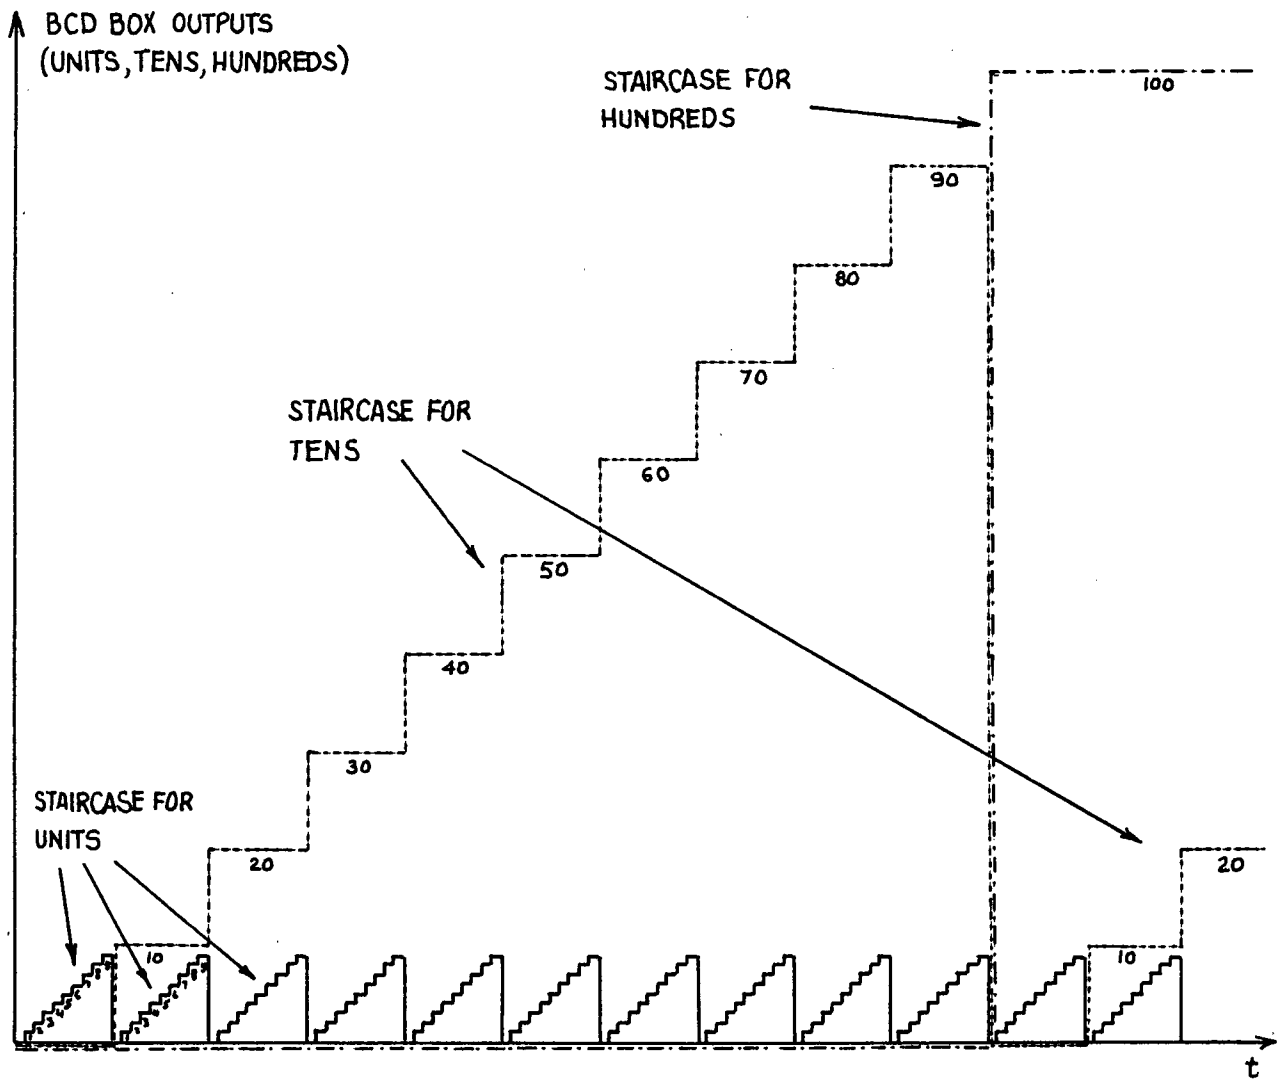 BCD BOX OUTPUTS
(UNITS, TENS, HUNDREDS)
STAIRCASE FOR
HUNDREDS
100
90
80
70
STAIRCASE FOR
TENS
60
50
40
30
STAIRCASE FOR
UNITS
20
20
10
10
t